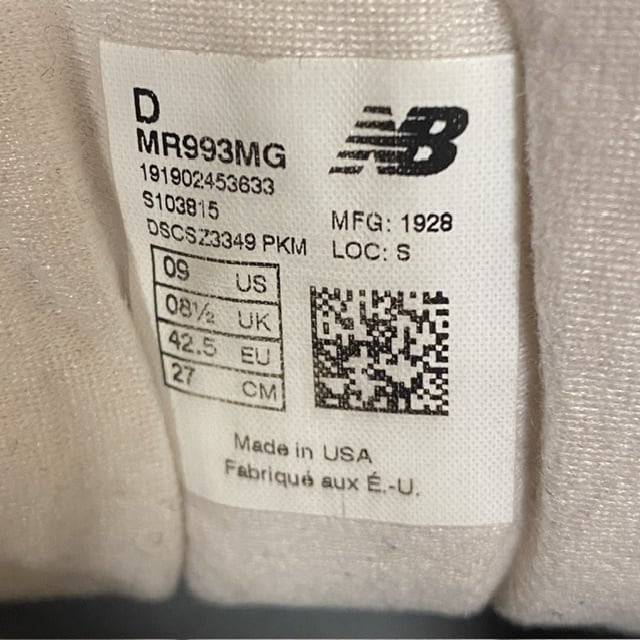 D
MR993MG
191902453633
S103815
DSCSZ3349 PKM
NB
MFG: 1928
LOC: S
09 US
08½ UK
42.5 EU
27 CM
Made in USA
Fabriqué aux É.-U.